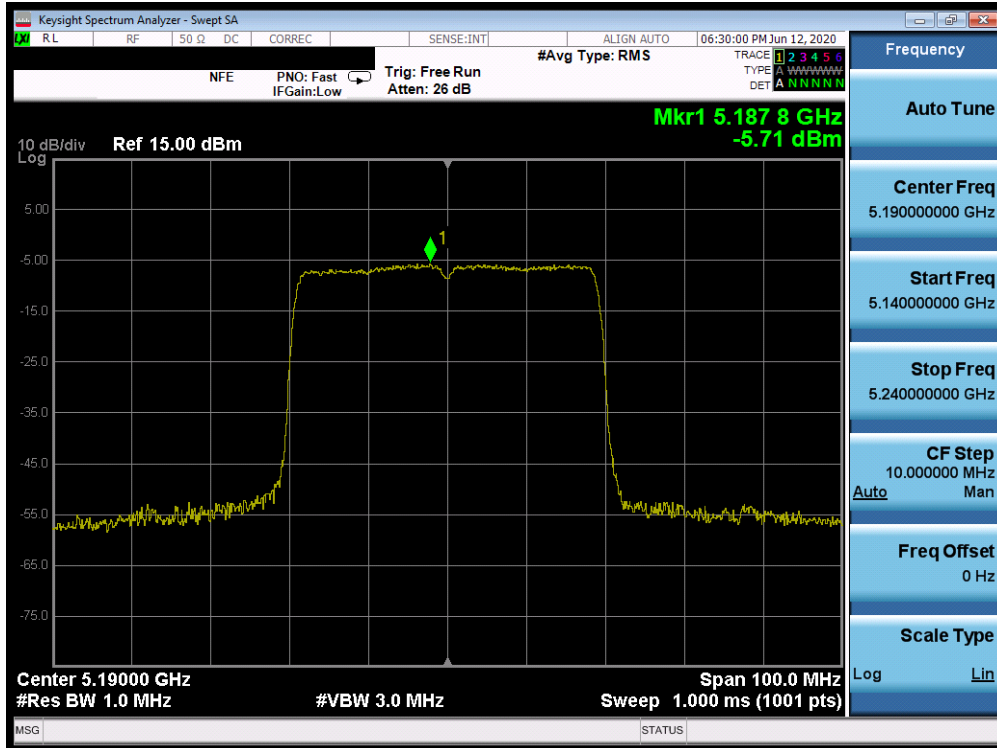 Keysight Spectrum Analyzer - Swept SA
LXI RL RF 50 Ω DC CORREC SENSE:INT ALIGN AUTO 06:30:00 PM Jun 12, 2020
Frequency
#Avg Type: RMS
TRACE 1 2 3 4 5 6
TYPE A WWWWW
DET A N N N N N
NFE PNO: Fast Trig: Free Run
IFGain:Low Atten: 26 dB
Mkr1 5.187 8 GHz
-5.71 dBm
10 dB/div Ref 15.00 dBm
Log
1
5.00
-5.00
-15.0
-25.0
-35.0
-45.0
-55.0
-65.0
-75.0
Center 5.19000 GHz Span 100.0 MHz
#Res BW 1.0 MHz #VBW 3.0 MHz Sweep 1.000 ms (1001 pts)
MSG STATUS
Auto Tune
Center Freq
5.190000000 GHz
Start Freq
5.140000000 GHz
Stop Freq
5.240000000 GHz
CF Step
10.000000 MHz
Auto Man
Freq Offset
0 Hz
Scale Type
Log Lin